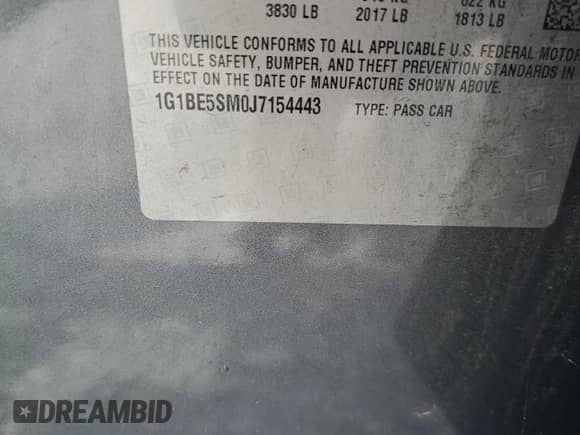 3830 LB 2017 LB 1813 LB
THIS VEHICLE CONFORMS TO ALL APPLICABLE U.S. FEDERAL MOTOR
VEHICLE SAFETY, BUMPER, AND THEFT PREVENTION STANDARDS IN
EFFECT ON THE DATE OF MANUFACTURE SHOWN ABOVE.
1G1BE5SM0J7154443 TYPE: PASS CAR
DREAMBID